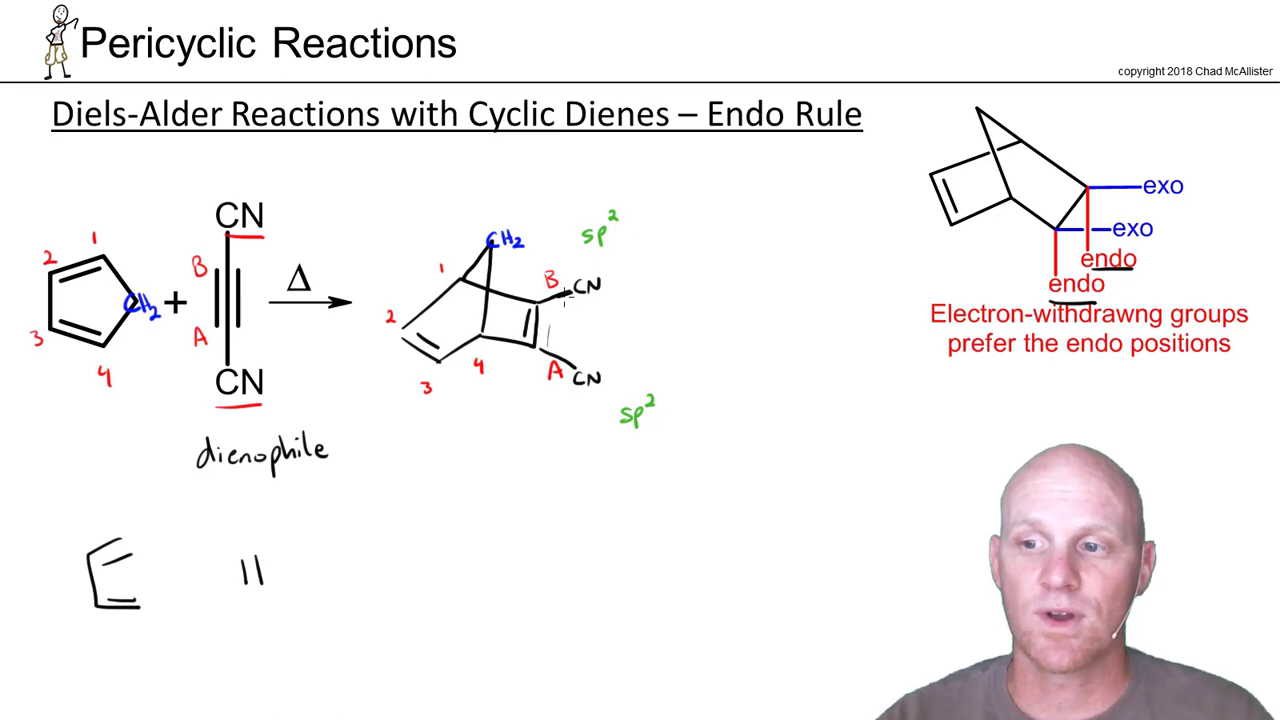 Pericyclic Reactions
copyright 2018 Chad McAllister
Diels-Alder Reactions with Cyclic Dienes – Endo Rule
exo
exo
endo
endo
Electron-withdrawng groups
prefer the endo positions
CN
1
2
B
CH2
+
Δ
3
A
4
CN
dienophile
sp2
CH2
1
B
CN
2
4
A
CN
3
sp2